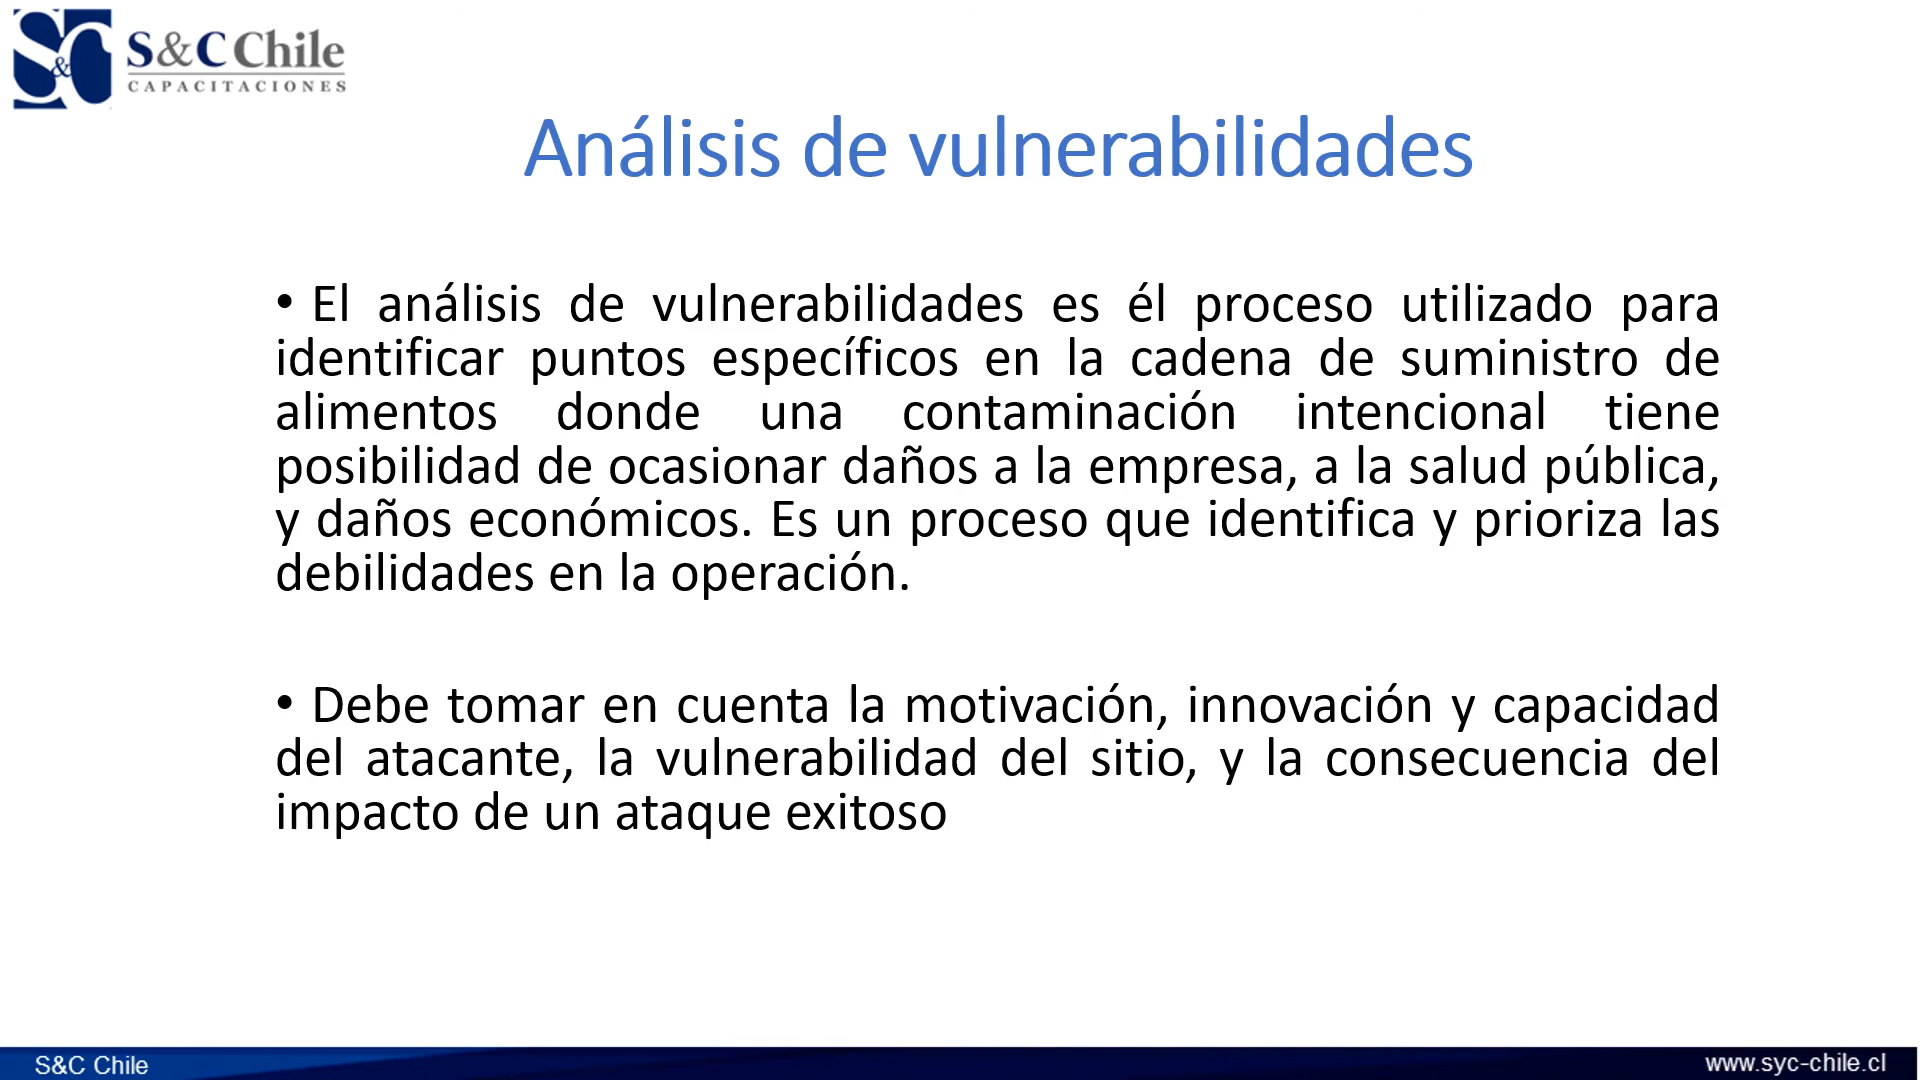 S&C
S&C Chile
CAPACITACIONES
Análisis de vulnerabilidades
• El análisis de vulnerabilidades es él proceso utilizado para
identificar puntos específicos en la cadena de suministro de
alimentos donde una contaminación intencional tiene
posibilidad de ocasionar daños a la empresa, a la salud pública,
y daños económicos. Es un proceso que identifica y prioriza las
debilidades en la operación.
• Debe tomar en cuenta la motivación, innovación y capacidad
del atacante, la vulnerabilidad del sitio, y la consecuencia del
impacto de un ataque exitoso
S&C Chile
www.syc-chile.cl